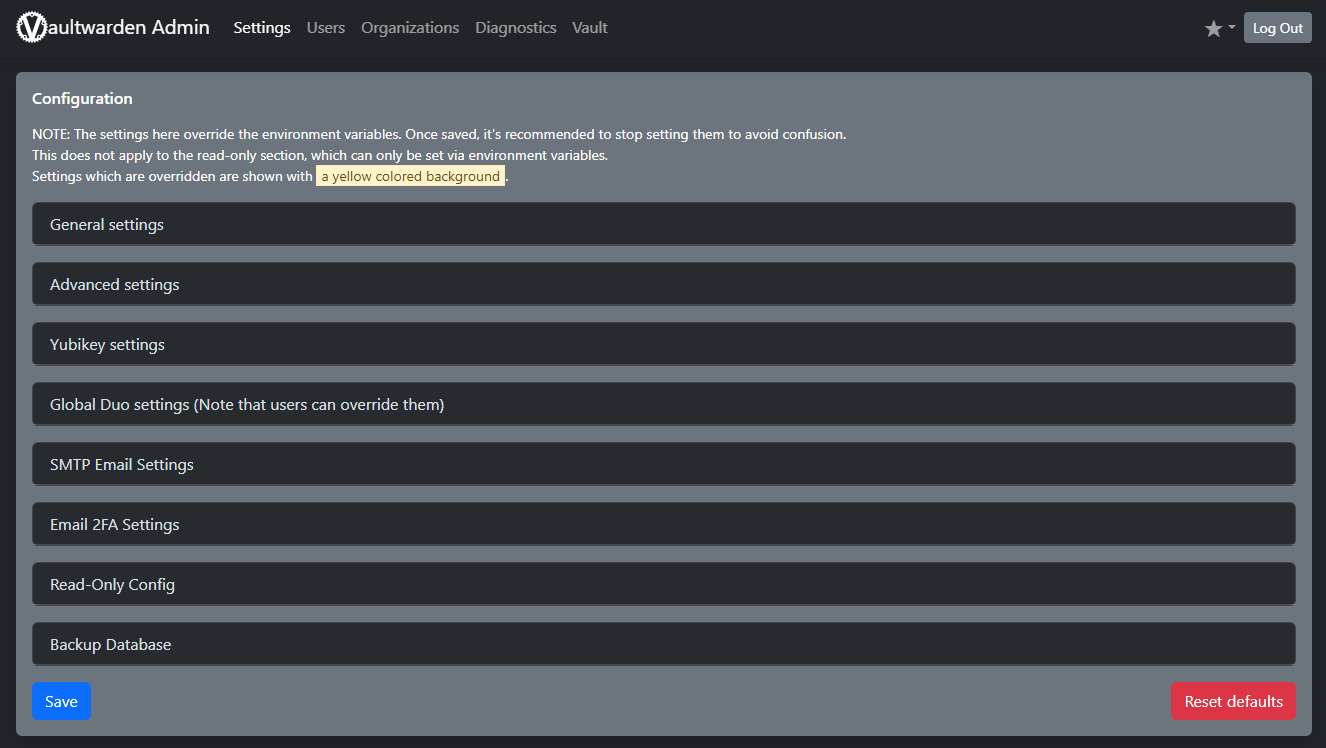 Vaultwarden Admin Settings Users Organizations Diagnostics Vault Log Out
Configuration
NOTE: The settings here override the environment variables. Once saved, it's recommended to stop setting them to avoid confusion.
This does not apply to the read-only section, which can only be set via environment variables.
Settings which are overridden are shown with a yellow colored background.
General settings
Advanced settings
Yubikey settings
Global Duo settings (Note that users can override them)
SMTP Email Settings
Email 2FA Settings
Read-Only Config
Backup Database
Save Reset defaults